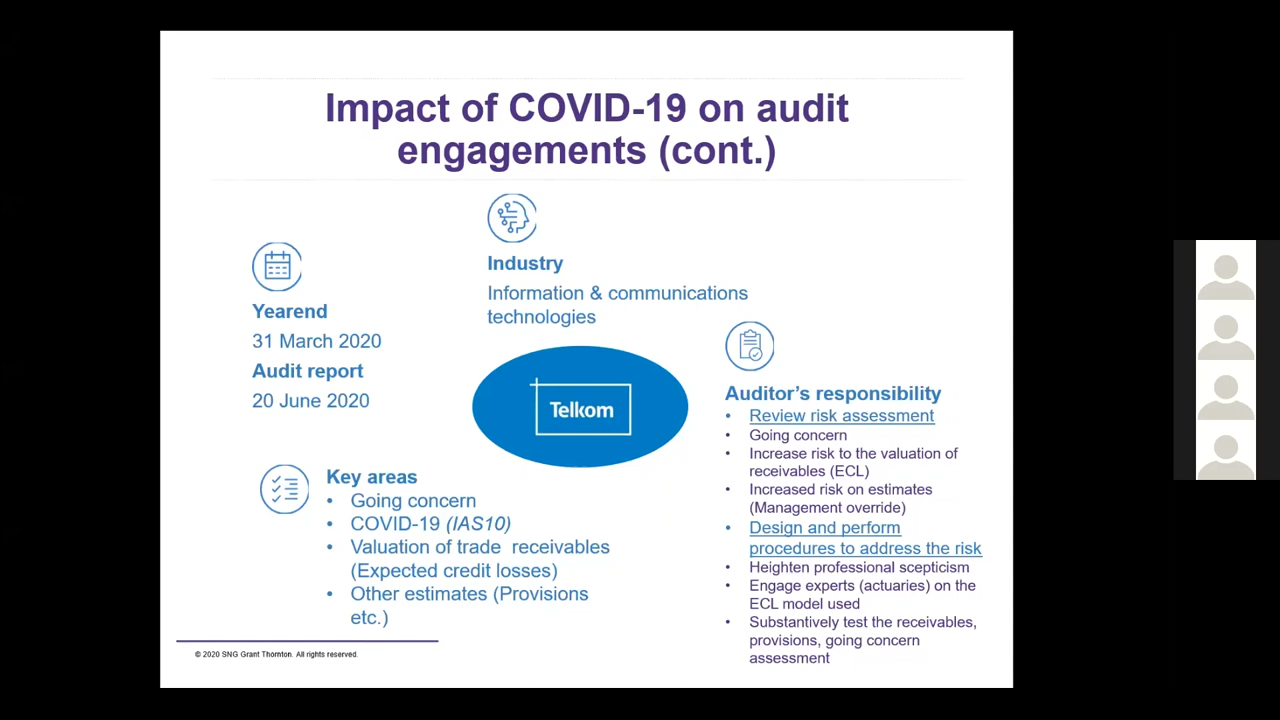 Impact of COVID-19 on audit
engagements (cont.)
Industry
Information & communications
technologies
Yearend
31 March 2020
Audit report
20 June 2020
Telkom
Key areas
• Going concern
• COVID-19 (IAS10)
• Valuation of trade receivables
(Expected credit losses)
• Other estimates (Provisions
etc.)
Auditor's responsibility
• Review risk assessment
• Going concern
• Increase risk to the valuation of
receivables (ECL)
• Increased risk on estimates
(Management override)
• Design and perform
procedures to address the risk
• Heighten professional scepticism
• Engage experts (actuaries) on the
ECL model used
• Substantively test the receivables,
provisions, going concern
assessment
© 2020 SNG Grant Thornton. All rights reserved.